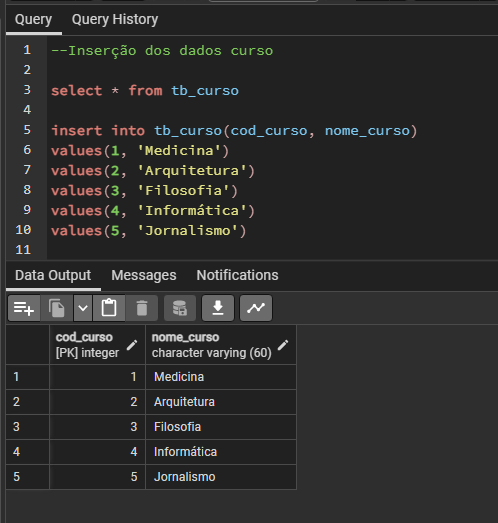 Query Query History
1 --Inserção dos dados curso
2
3 select * from tb_curso
4
5 insert into tb_curso(cod_curso, nome_curso)
6 values(1, 'Medicina')
7 values(2, 'Arquitetura')
8 values(3, 'Filosofia')
9 values(4, 'Informática')
10 values(5, 'Jornalismo')
11
Data Output Messages Notifications
cod_curso nome_curso
[PK] integer character varying (60)
1 1 Medicina
2 2 Arquitetura
3 3 Filosofia
4 4 Informática
5 5 Jornalismo